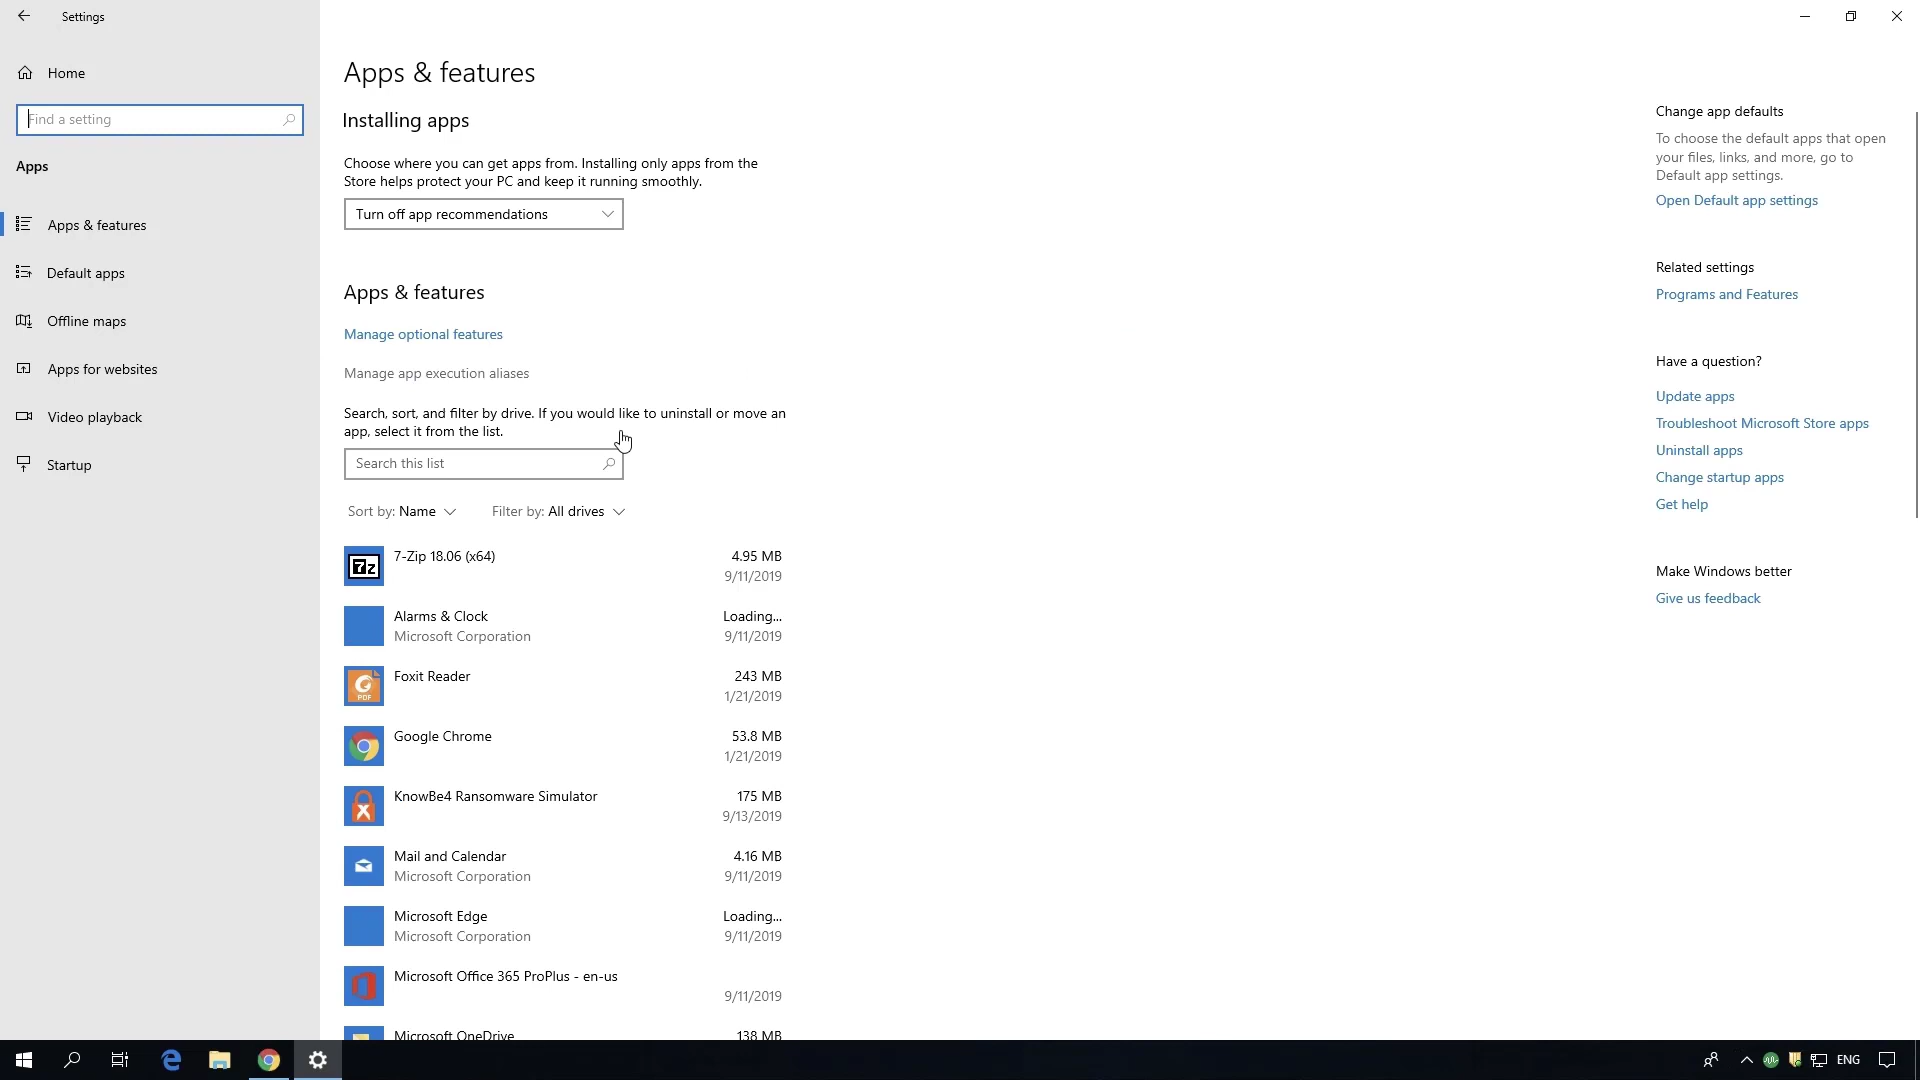 Settings
Home
Find a setting
Apps
Apps & features
Default apps
Offline maps
Apps for websites
Video playback
Startup
Apps & features
Installing apps
Choose where you can get apps from. Installing only apps from the
Store helps protect your PC and keep it running smoothly.
Turn off app recommendations
Apps & features
Manage optional features
Manage app execution aliases
Search, sort, and filter by drive. If you would like to uninstall or move an
app, select it from the list.
Search this list
Sort by: Name Filter by: All drives
7-Zip 18.06 (x64) 4.95 MB
9/11/2019
Alarms & Clock Loading...
Microsoft Corporation 9/11/2019
Foxit Reader 243 MB
PDF 1/21/2019
Google Chrome 53.8 MB
1/21/2019
KnowBe4 Ransomware Simulator 175 MB
9/13/2019
Mail and Calendar 4.16 MB
Microsoft Corporation 9/11/2019
Microsoft Edge Loading...
Microsoft Corporation 9/11/2019
Microsoft Office 365 ProPlus - en-us
9/11/2019
Microsoft OneDrive 138 MB
Change app defaults
To choose the default apps that open
your files, links, and more, go to
Default app settings.
Open Default app settings
Related settings
Programs and Features
Have a question?
Update apps
Troubleshoot Microsoft Store apps
Uninstall apps
Change startup apps
Get help
Make Windows better
Give us feedback
ENG